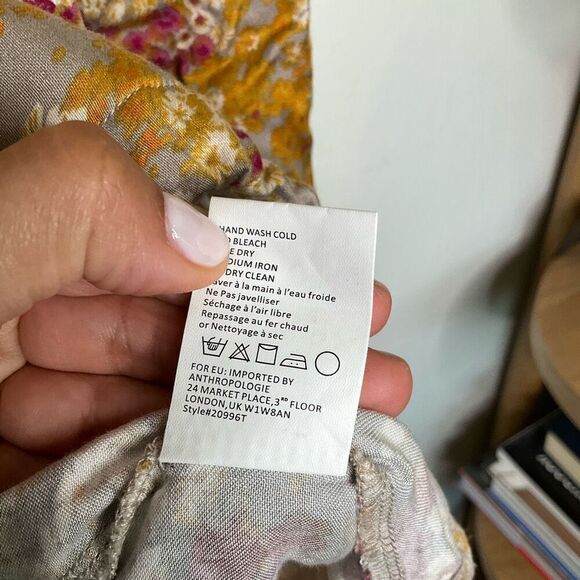 HAND WASH COLD
BLEACH
DRY
IRON
DRY CLEAN
à la main à l'eau froide
Ne Pas javelliser
Séchage à l'air libre
Repassage au fer chaud
or Nettoyage à sec
FOR EU: IMPORTED BY
ANTHROPOLOGIE
24 MARKET PLACE,3ᴿᴰ FLOOR
LONDON,UK W1W8AN
Style#20996T